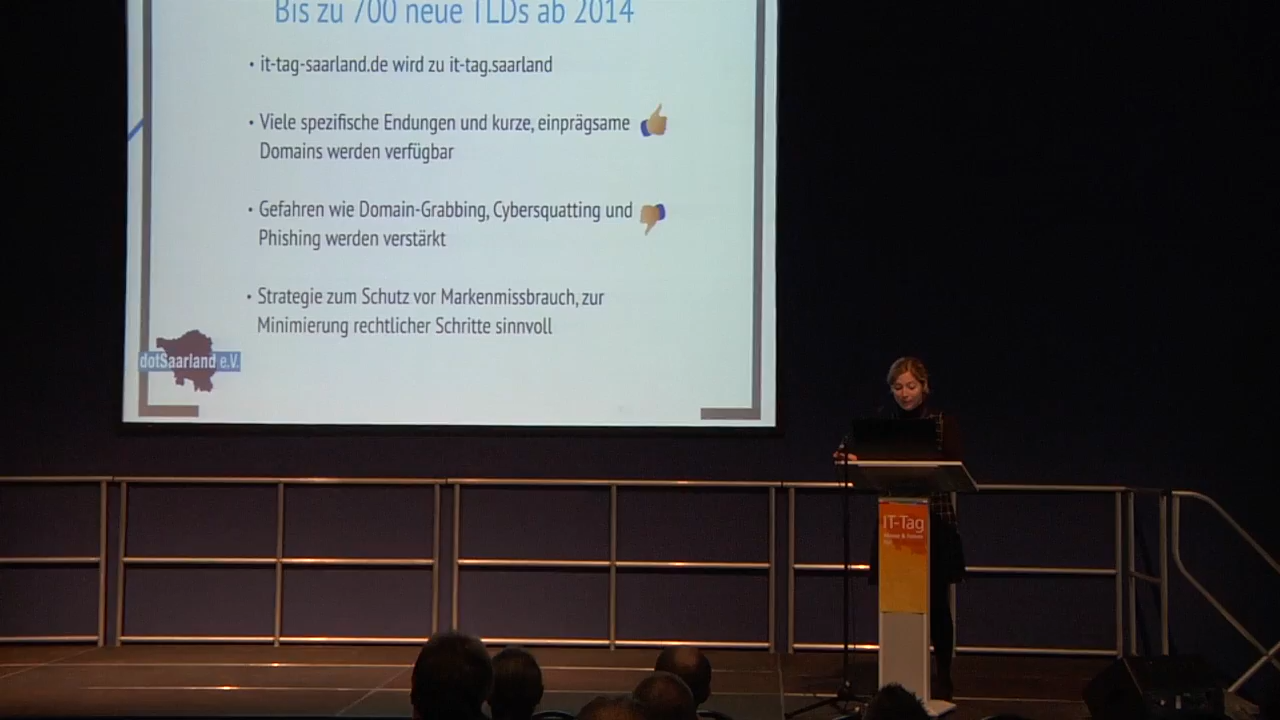 Bis zu 700 neue TLDs ab 2014
• it-tag-saarland.de wird zu it-tag.saarland
• Viele spezifische Endungen und kurze, einprägsame
Domains werden verfügbar
• Gefahren wie Domain-Grabbing, Cybersquatting und
Phishing werden verstärkt
• Strategie zum Schutz vor Markenmissbrauch, zur
Minimierung rechtlicher Schritte sinnvoll
dotSaarland e.V.
IT-Tag